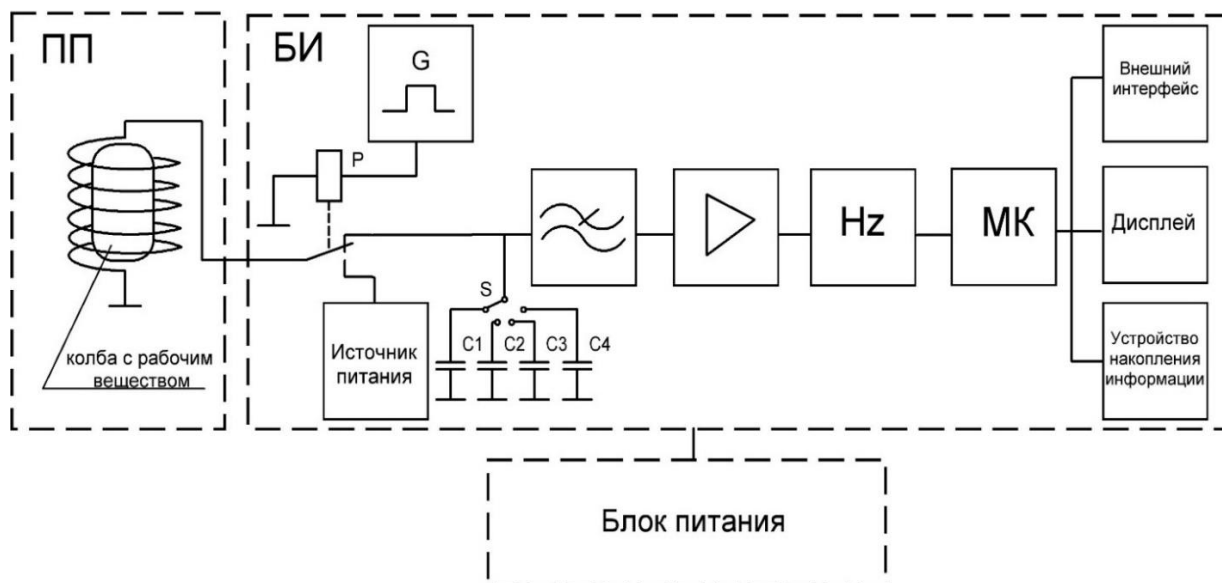 ПП
колба с рабочим
веществом
БИ
G
P
Источник
питания
S
C1
C2
C3
C4
Hz
МК
Внешний
интерфейс
Дисплей
Устройство
накопления
информации
Блок питания